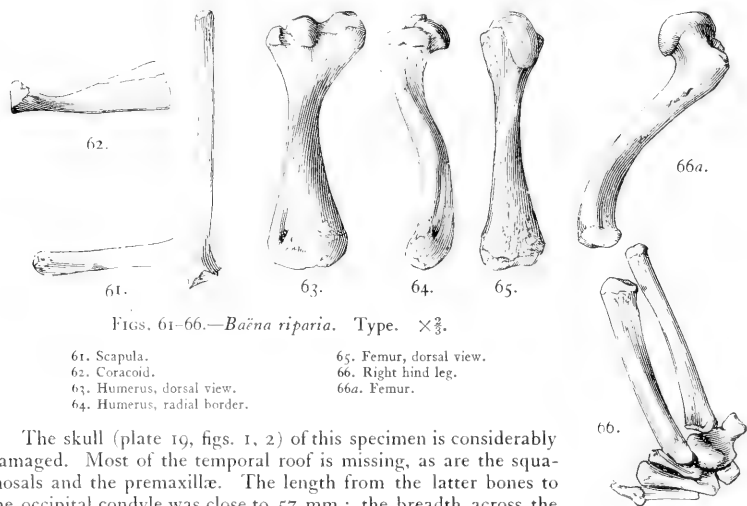 62.
66a.
61.
63.
64.
65.
FIGS. 61–66.—Baëna riparia. Type. ×⅔.
61. Scapula.
62. Coracoid.
63. Humerus, dorsal view.
64. Humerus, radial border.
65. Femur, dorsal view.
66. Right hind leg.
66a. Femur.
66.
The skull (plate 19, figs. 1, 2) of this specimen is considerably
amaged. Most of the temporal roof is missing, as are the squa-
nosals and the premaxillæ. The length from the latter bones to
he occipital condyle was close to 57 mm.; the breadth across the